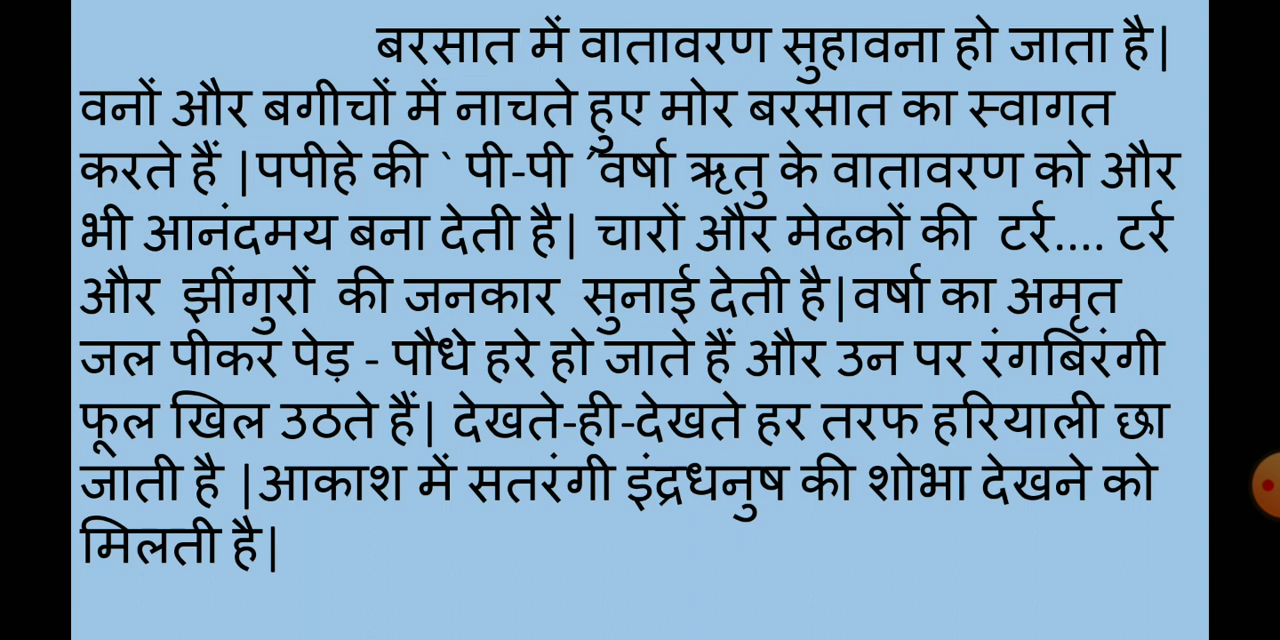 बरसात में वातावरण सुहावना हो जाता है|
वनों और बगीचों में नाचते हुए मोर बरसात का स्वागत
करते हैं |पपीहे की ` पी-पी ´वर्षा ऋतु के वातावरण को और
भी आनंदमय बना देती है| चारों और मेढकों की टर्र.... टर्र
और झींगुरों की जनकार सुनाई देती है|वर्षा का अमृत
जल पीकर पेड़ - पौधे हरे हो जाते हैं और उन पर रंगबिरंगी
फूल खिल उठते हैं| देखते-ही-देखते हर तरफ हरियाली छा
जाती है |आकाश में सतरंगी इंद्रधनुष की शोभा देखने को
मिलती है|